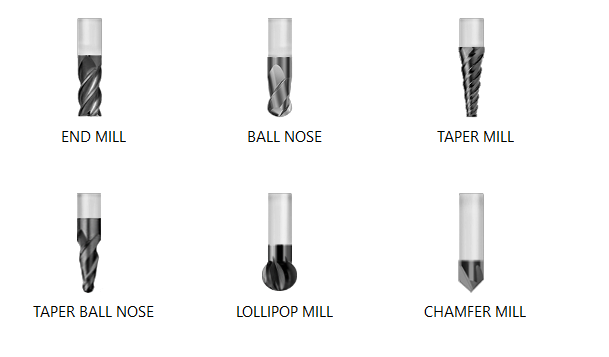 END MILL
BALL NOSE
TAPER MILL
TAPER BALL NOSE
LOLLIPOP MILL
CHAMFER MILL